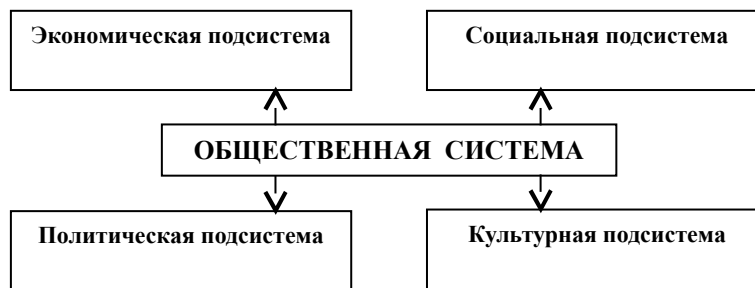 Экономическая подсистема
Социальная подсистема
ОБЩЕСТВЕННАЯ СИСТЕМА
Политическая подсистема
Культурная подсистема